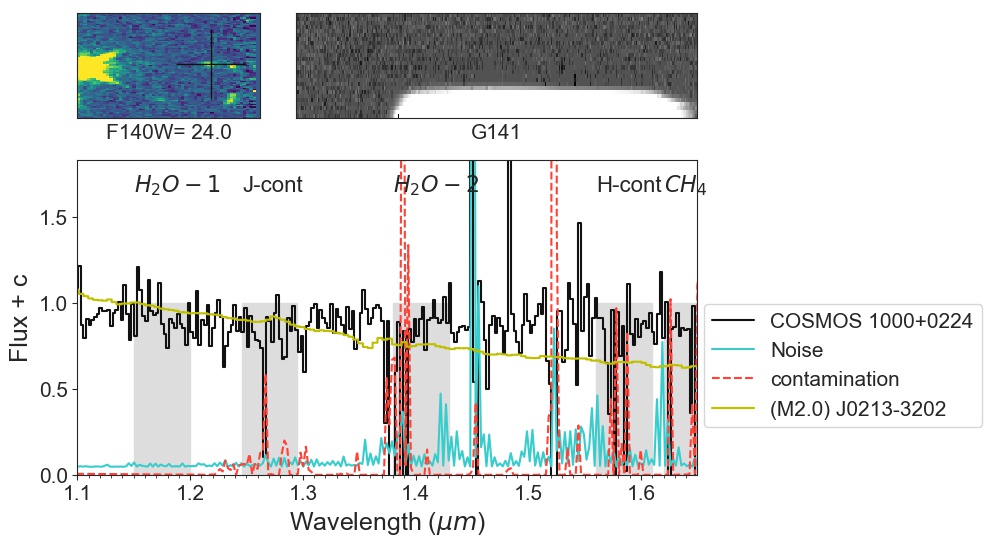 F140W= 24.0
G141
H₂O − 1
J-cont
H₂O − 2
H-cont
CH₄
Flux + c
1.5
1.0
0.5
0.0
1.1
1.2
1.3
1.4
1.5
1.6
Wavelength (μm)
COSMOS 1000+0224
Noise
contamination
(M2.0) J0213-3202